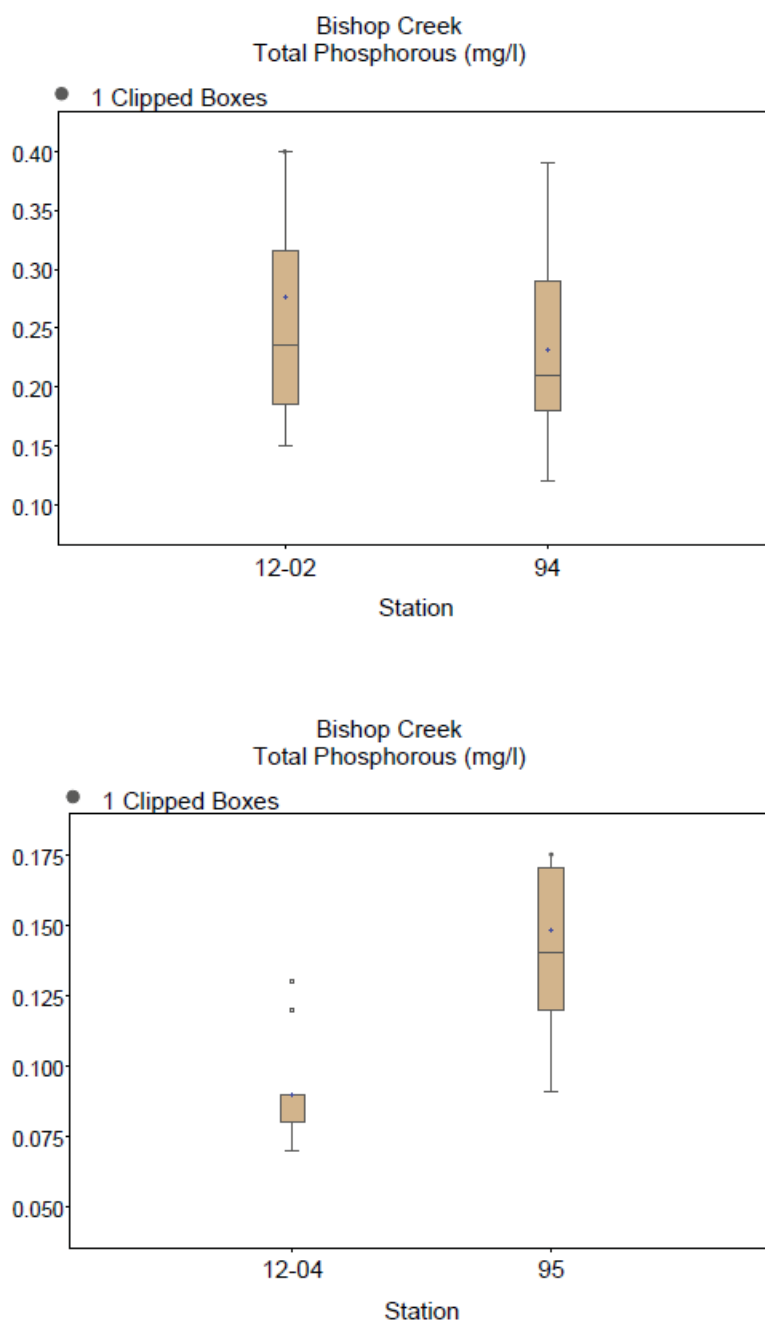 Bishop Creek
Total Phosphorous (mg/l)
1 Clipped Boxes
0.40
0.35
0.30
0.25
0.20
0.15
0.10
12-02 94
Station
Bishop Creek
Total Phosphorous (mg/l)
1 Clipped Boxes
0.175
0.150
0.125
0.100
0.075
0.050
12-04 95
Station